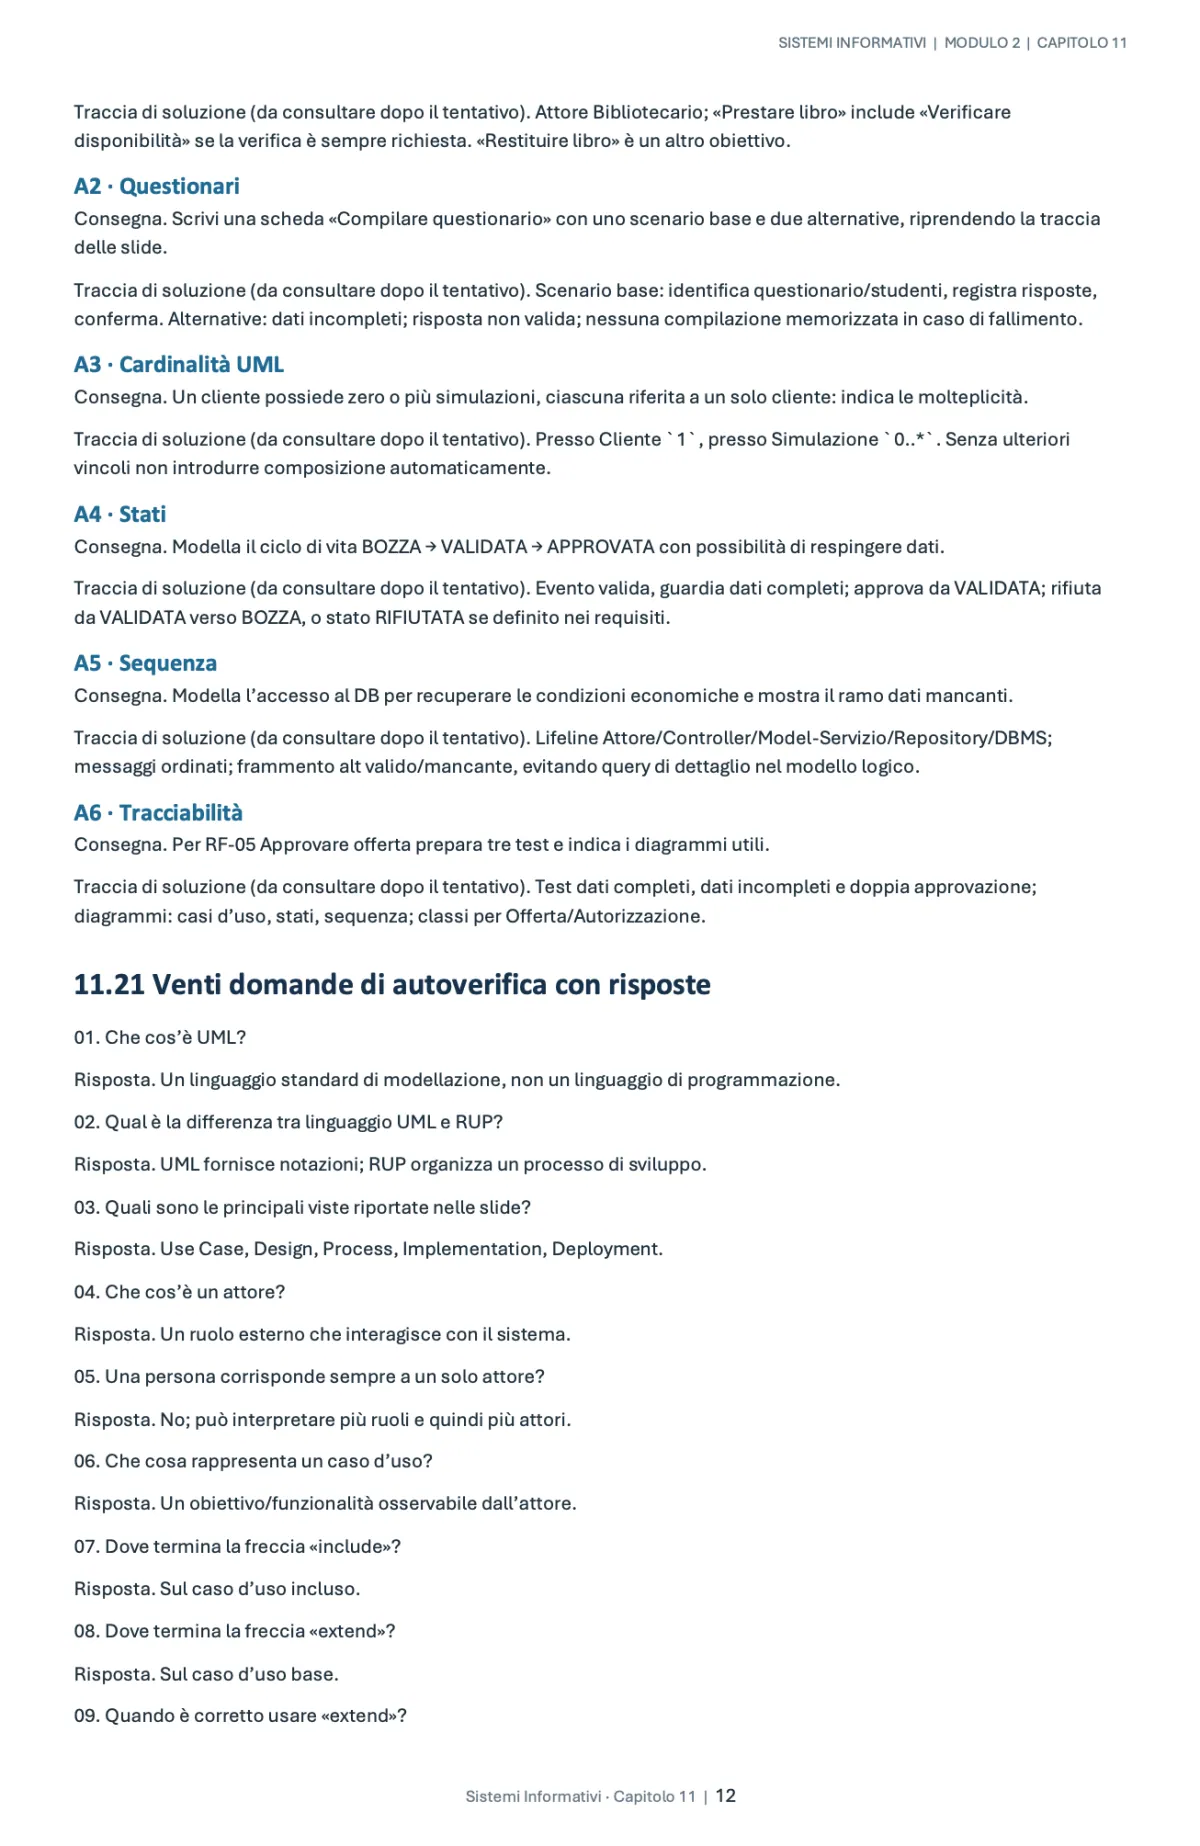 SISTEMI INFORMATIVI | MODULO 2 | CAPITOLO 11
Traccia di soluzione (da consultare dopo il tentativo). Attore Bibliotecario; «Prestare libro» include «Verificare
disponibilità» se la verifica è sempre richiesta. «Restituire libro» è un altro obiettivo.
A2 · Questionari
Consegna. Scrivi una scheda «Compilare questionario» con uno scenario base e due alternative, riprendendo la traccia
delle slide.
Traccia di soluzione (da consultare dopo il tentativo). Scenario base: identifica questionario/studenti, registra risposte,
conferma. Alternative: dati incompleti; risposta non valida; nessuna compilazione memorizzata in caso di fallimento.
A3 · Cardinalità UML
Consegna. Un cliente possiede zero o più simulazioni, ciascuna riferita a un solo cliente: indica le molteplicità.
Traccia di soluzione (da consultare dopo il tentativo). Presso Cliente `1`, presso Simulazione `0..*`. Senza ulteriori
vincoli non introdurre composizione automaticamente.
A4 · Stati
Consegna. Modella il ciclo di vita BOZZA → VALIDATA → APPROVATA con possibilità di respingere dati.
Traccia di soluzione (da consultare dopo il tentativo). Evento valida, guardia dati completi; approva da VALIDATA; rifiuta
da VALIDATA verso BOZZA, o stato RIFIUTATA se definito nei requisiti.
A5 · Sequenza
Consegna. Modella l’accesso al DB per recuperare le condizioni economiche e mostra il ramo dati mancanti.
Traccia di soluzione (da consultare dopo il tentativo). Lifeline Attore/Controller/Model-Servizio/Repository/DBMS;
messaggi ordinati; frammento alt valido/mancante, evitando query di dettaglio nel modello logico.
A6 · Tracciabilità
Consegna. Per RF-05 Approvare offerta prepara tre test e indica i diagrammi utili.
Traccia di soluzione (da consultare dopo il tentativo). Test dati completi, dati incompleti e doppia approvazione;
diagrammi: casi d’uso, stati, sequenza; classi per Offerta/Autorizzazione.
11.21 Venti domande di autoverifica con risposte
01. Che cos’è UML?
Risposta. Un linguaggio standard di modellazione, non un linguaggio di programmazione.
02. Qual è la differenza tra linguaggio UML e RUP?
Risposta. UML fornisce notazioni; RUP organizza un processo di sviluppo.
03. Quali sono le principali viste riportate nelle slide?
Risposta. Use Case, Design, Process, Implementation, Deployment.
04. Che cos’è un attore?
Risposta. Un ruolo esterno che interagisce con il sistema.
05. Una persona corrisponde sempre a un solo attore?
Risposta. No; può interpretare più ruoli e quindi più attori.
06. Che cosa rappresenta un caso d’uso?
Risposta. Un obiettivo/funzionalità osservabile dall’attore.
07. Dove termina la freccia «include»?
Risposta. Sul caso d’uso incluso.
08. Dove termina la freccia «extend»?
Risposta. Sul caso d’uso base.
09. Quando è corretto usare «extend»?
Sistemi Informativi · Capitolo 11 | 12